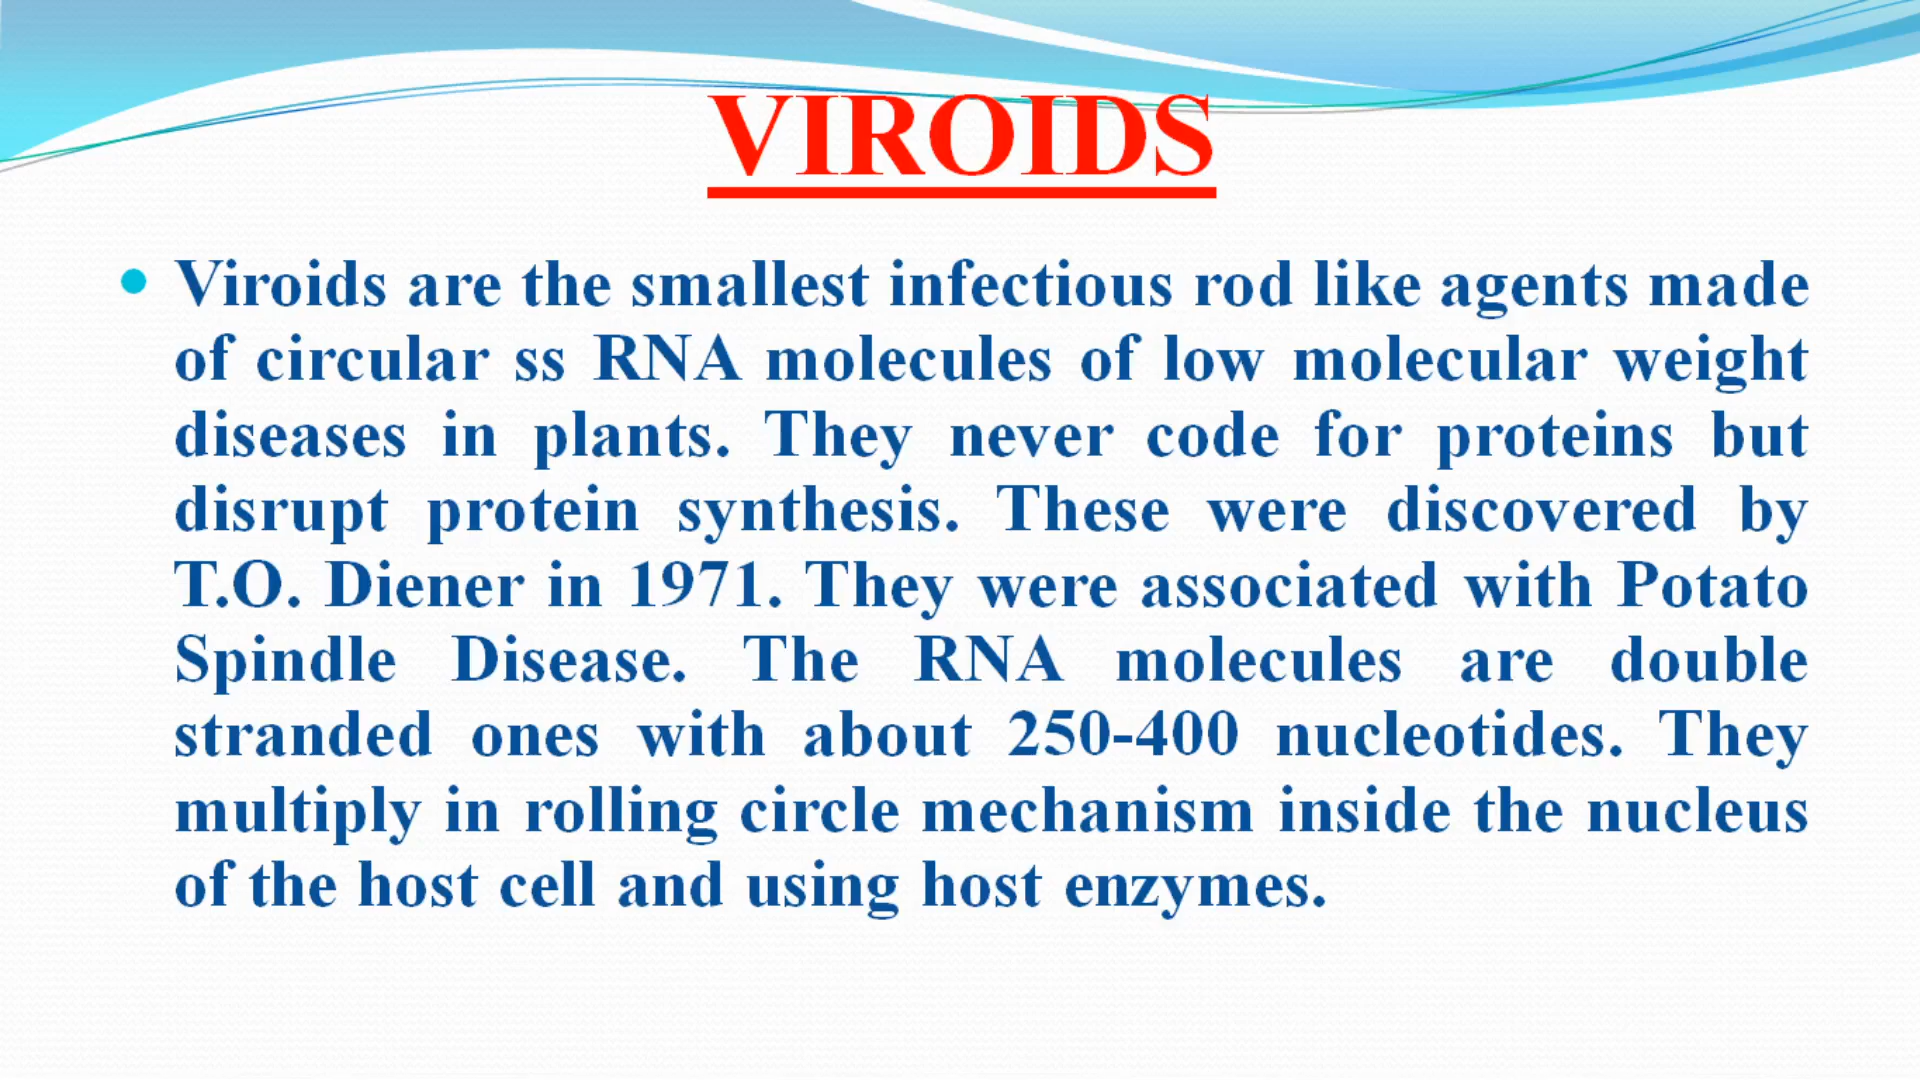 VIROIDS
• Viroids are the smallest infectious rod like agents made
of circular ss RNA molecules of low molecular weight
diseases in plants. They never code for proteins but
disrupt protein synthesis. These were discovered by
T.O. Diener in 1971. They were associated with Potato
Spindle Disease. The RNA molecules are double
stranded ones with about 250-400 nucleotides. They
multiply in rolling circle mechanism inside the nucleus
of the host cell and using host enzymes.